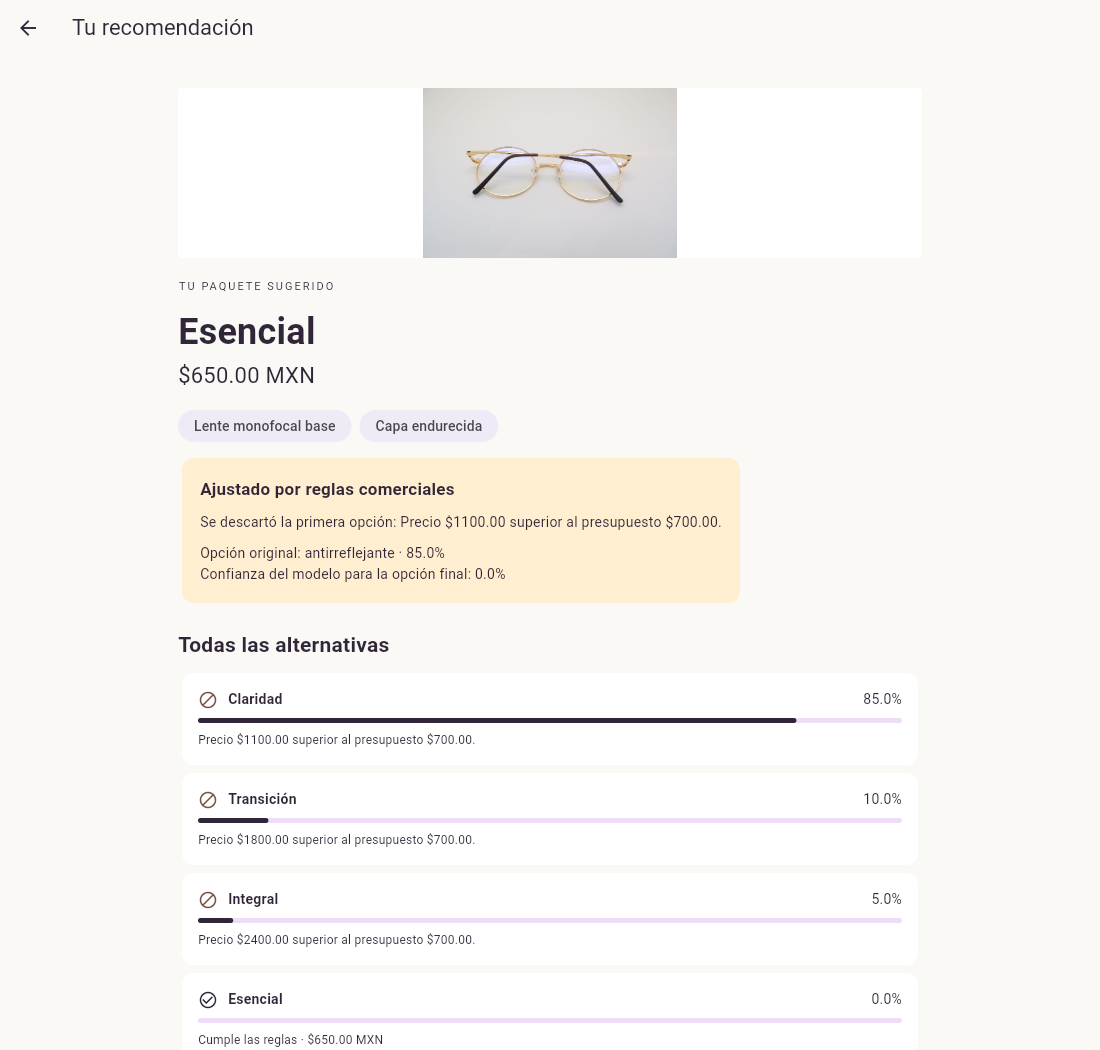 Tu recomendación
TU PAQUETE SUGERIDO
Esencial
$650.00 MXN
Lente monofocal base
Capa endurecida
Ajustado por reglas comerciales
Se descartó la primera opción: Precio $1100.00 superior al presupuesto $700.00.
Opción original: antirreflejante · 85.0%
Confianza del modelo para la opción final: 0.0%
Todas las alternativas
Claridad 85.0%
Precio $1100.00 superior al presupuesto $700.00.
Transición 10.0%
Precio $1800.00 superior al presupuesto $700.00.
Integral 5.0%
Precio $2400.00 superior al presupuesto $700.00.
Esencial 0.0%
Cumple las reglas · $650.00 MXN